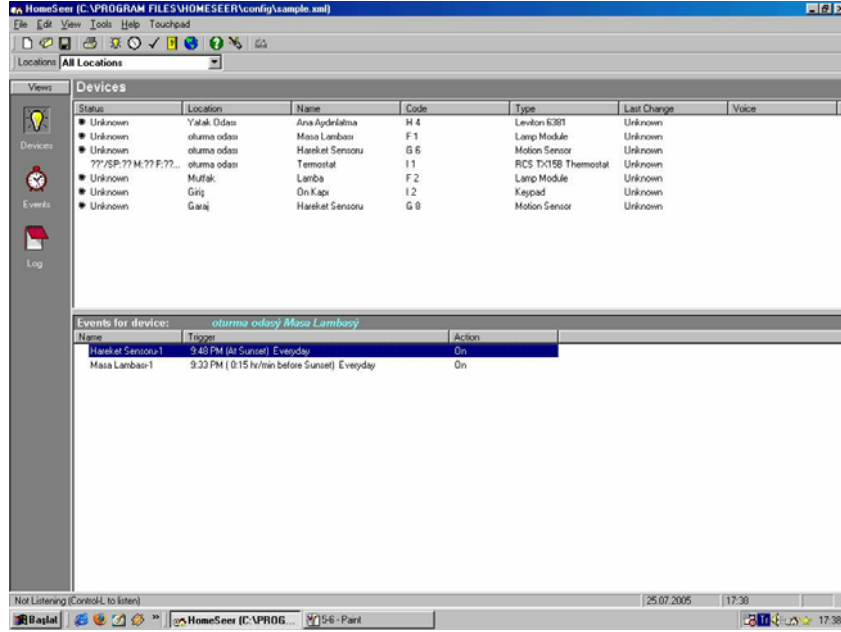 HomeSeer (C:\PROGRAM FILES\HOMESEER\config\sample.xml)
File Edit View Tools Help Touchpad
Locations All Locations
Views Devices
Status Location Name Code Type Last Change Voice
Unknown Yatak Odası Ana Aydınlatma H 4 Leviton 6381 Unknown
Unknown oturma odası Masa Lambası F 1 Lamp Module Unknown
Unknown oturma odası Hareket Sensoru G 6 Motion Sensor Unknown
??°/SP:?? M:?? F:??... oturma odası Termostat I 1 RCS TX15B Thermostat Unknown
Unknown Mutfak Lamba F 2 Lamp Module Unknown
Unknown Giriş On Kapı I 2 Keypad Unknown
Unknown Garaj Hareket Sensoru G 8 Motion Sensor Unknown
Devices
Events
Log
Events for device: oturma odasý Masa Lambasý
Name Trigger Action
Hareket Sensoru-1 9:48 PM (At Sunset) Everyday On
Masa Lambası-1 9:33 PM ( 0:15 hr/min before Sunset) Everyday On
Not Listening (Control-L to listen) 25.07.2005 17:38
Başlat » HomeSeer (C:\PROG... 5-6 - Paint Tr « 17:38